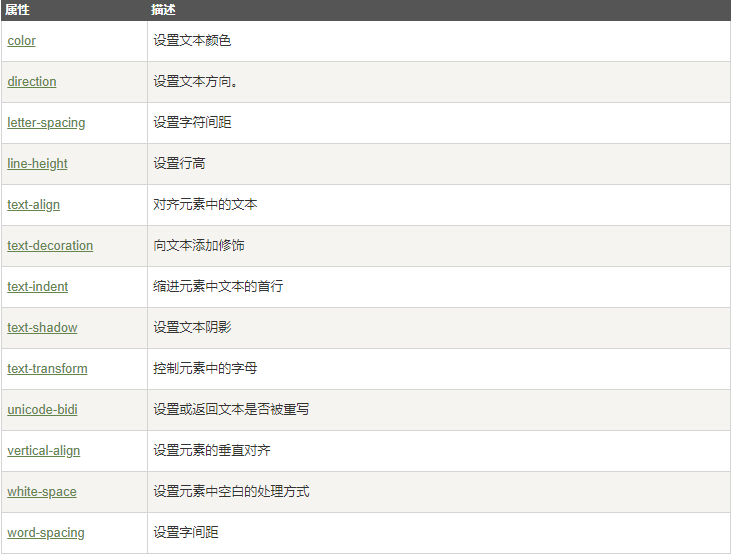 属性 描述
color 设置文本颜色
direction 设置文本方向。
letter-spacing 设置字符间距
line-height 设置行高
text-align 对齐元素中的文本
text-decoration 向文本添加修饰
text-indent 缩进元素中文本的首行
text-shadow 设置文本阴影
text-transform 控制元素中的字母
unicode-bidi 设置或返回文本是否被重写
vertical-align 设置元素的垂直对齐
white-space 设置元素中空白的处理方式
word-spacing 设置字间距